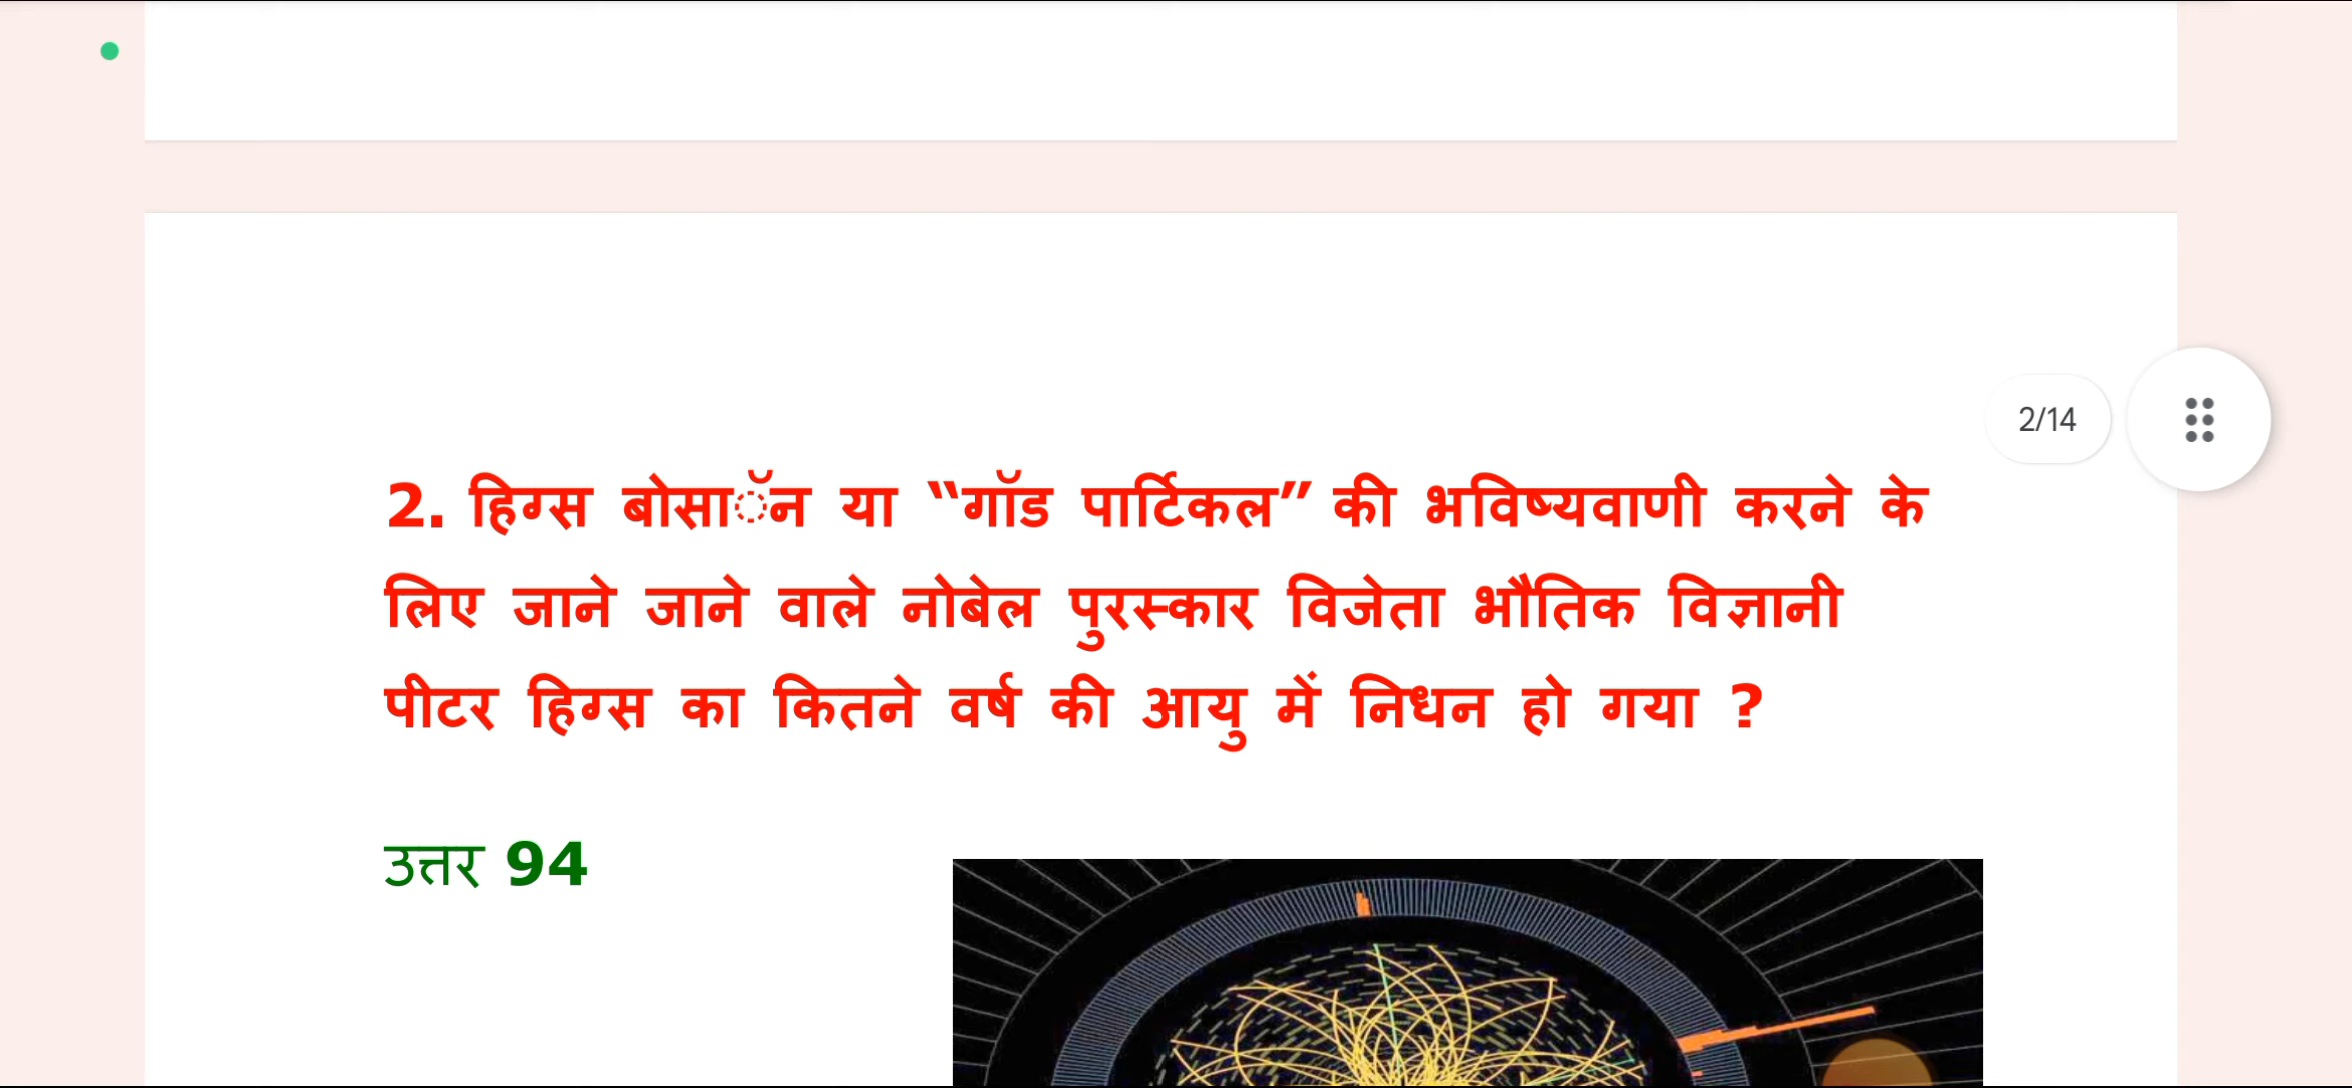 2/14
2. हिग्स बोसाॅन या “गॉड पार्टिकल” की भविष्यवाणी करने के
लिए जाने जाने वाले नोबेल पुरस्कार विजेता भौतिक विज्ञानी
पीटर हिग्स का कितने वर्ष की आयु में निधन हो गया ?
उत्तर 94